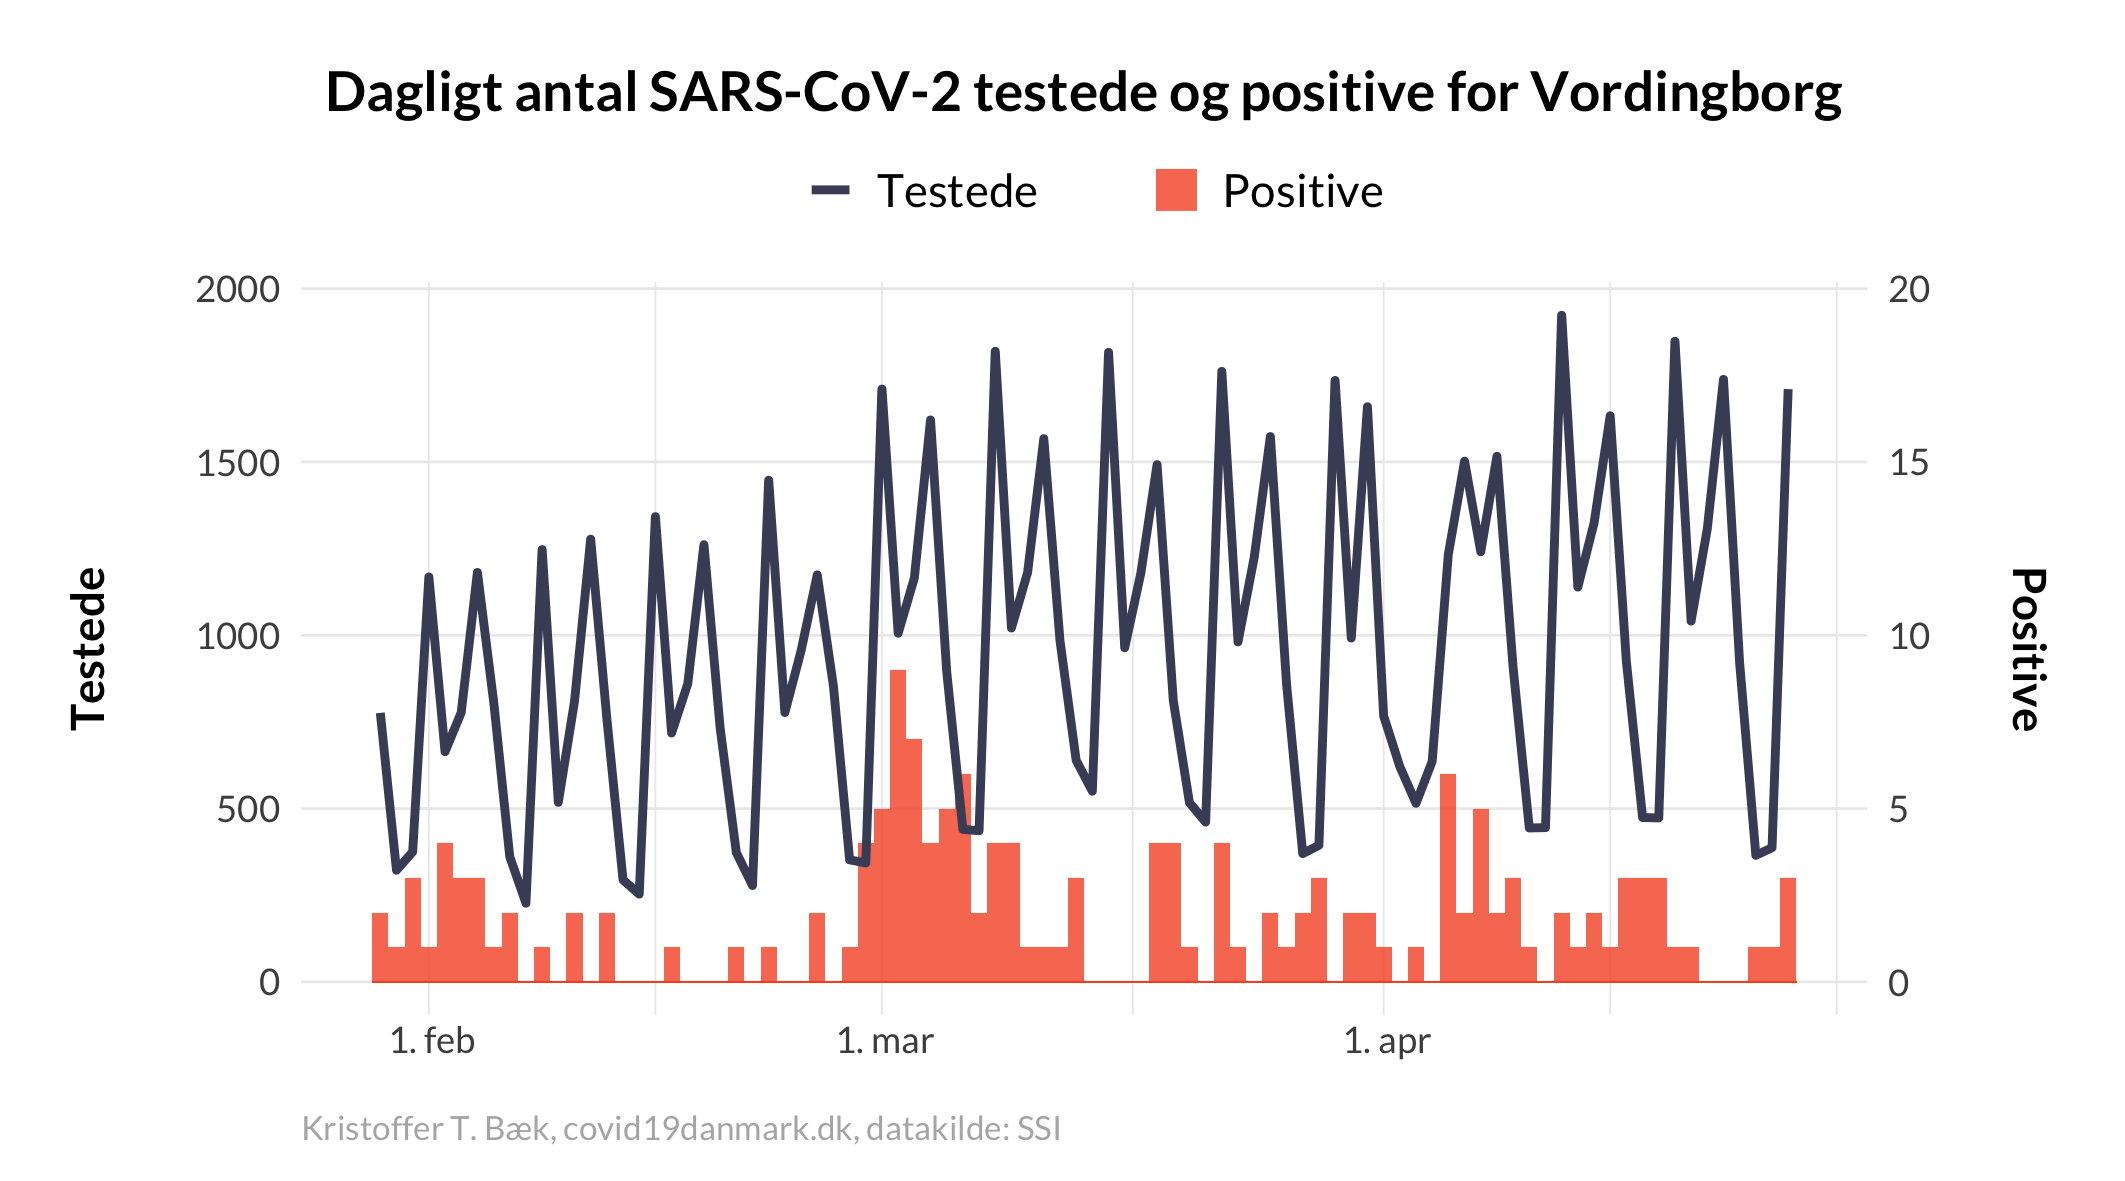 Dagligt antal SARS-CoV-2 testede og positive for Vordingborg
Testede
Positive
2000
1500
1000
500
0
Testede
20
15
10
5
0
Positive
1. feb
1. mar
1. apr
Kristoffer T. Bæk, covid19danmark.dk, datakilde: SSI